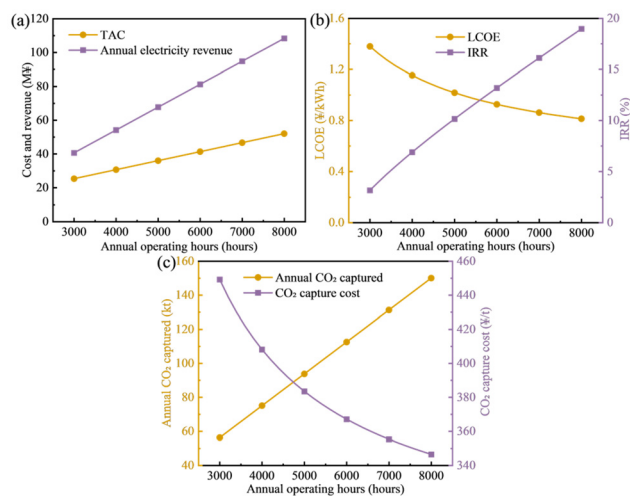 (a)
TAC
Annual electricity revenue
Cost and revenue (M¥)
120
100
80
60
40
20
0
3000 4000 5000 6000 7000 8000
Annual operating hours (hours)
(b)
LCOE
IRR
LCOE (¥/kWh)
1.6
1.2
0.8
0.4
0.0
20
15
10
5
0
IRR (%)
3000 4000 5000 6000 7000 8000
Annual operating hours (hours)
(c)
Annual CO₂ captured
CO₂ capture cost
Annual CO₂ captured (kt)
160
140
120
100
80
60
40
460
440
420
400
380
360
340
CO₂ capture cost (¥/t)
3000 4000 5000 6000 7000 8000
Annual operating hours (hours)